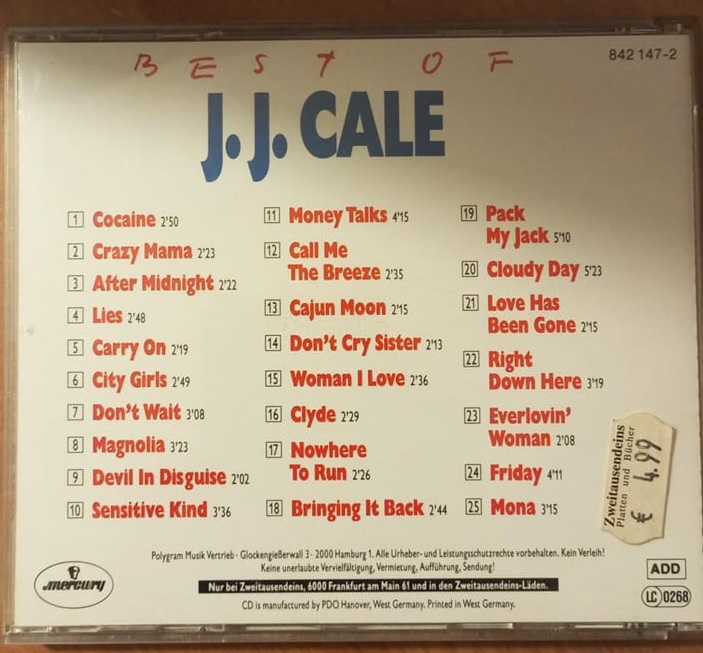 BEST OF
842 147-2
J.J. CALE
1 Cocaine 2'50
2 Crazy Mama 2'23
3 After Midnight 2'22
4 Lies 2'48
5 Carry On 2'19
6 City Girls 2'49
7 Don't Wait 3'08
8 Magnolia 3'23
9 Devil In Disguise 2'02
10 Sensitive Kind 3'36
11 Money Talks 4'15
12 Call Me
The Breeze 2'35
13 Cajun Moon 2'15
14 Don't Cry Sister 2'13
15 Woman I Love 2'36
16 Clyde 2'29
17 Nowhere
To Run 2'26
18 Bringing It Back 2'44
19 Pack
My Jack 5'10
20 Cloudy Day 5'23
21 Love Has
Been Gone 2'15
22 Right
Down Here 3'19
23 Everlovin'
Woman 2'08
24 Friday 4'11
25 Mona 3'15
Zweitausendeins
Platten und Bücher
€ 4.99
Polygram Musik Vertrieb · Glockengießerwall 3 · 2000 Hamburg 1. Alle Urheber- und Leistungsschutzrechte vorbehalten. Kein Verleih!
Keine unerlaubte Vervielfältigung, Vermietung, Aufführung, Sendung!
Nur bei Zweitausendeins, 6000 Frankfurt am Main 61 und in den Zweitausendeins-Läden.
CD is manufactured by PDO Hanover, West Germany. Printed in West Germany.
mercury
ADD
LC 0268